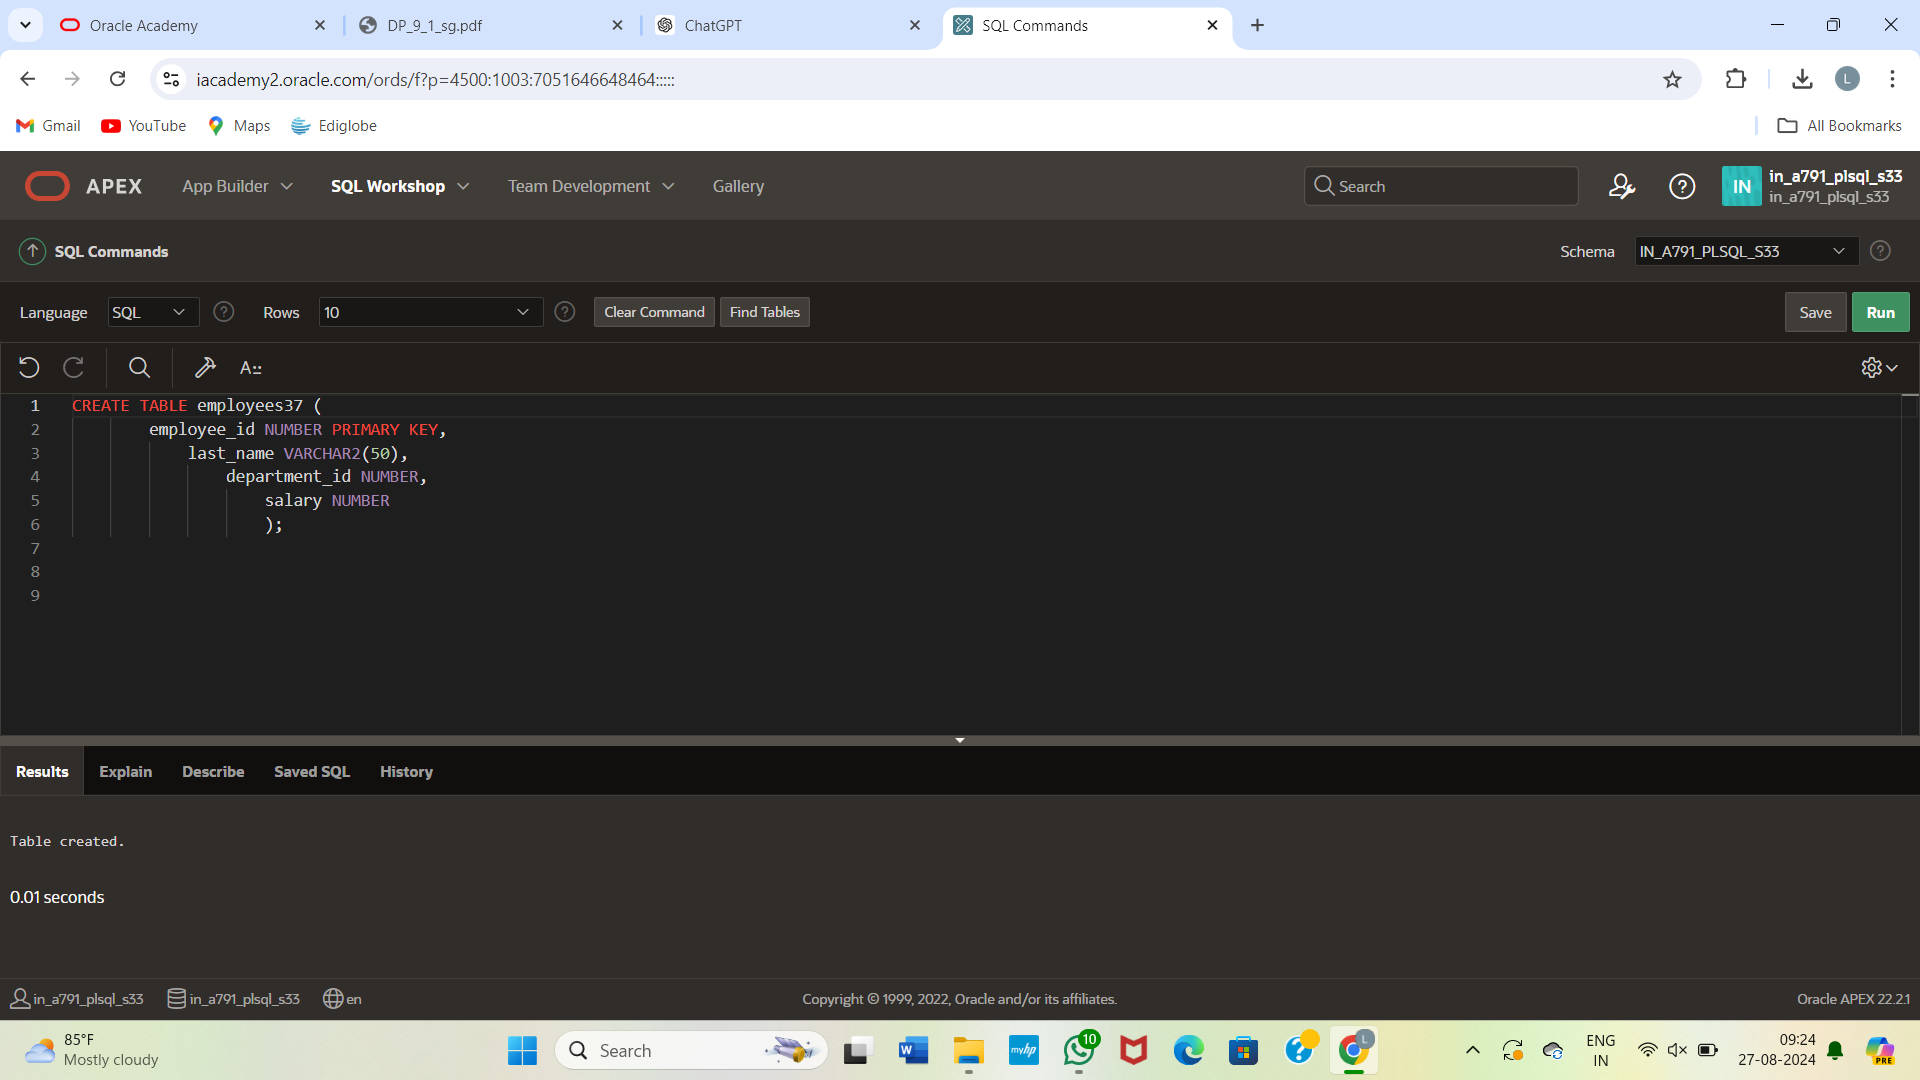 Oracle Academy
DP_9_1_sg.pdf
ChatGPT
SQL Commands
iacademy2.oracle.com/ords/f?p=4500:1003:7051646648464:::::
L
Gmail
YouTube
Maps
Ediglobe
All Bookmarks
APEX
App Builder
SQL Workshop
Team Development
Gallery
Search
IN
in_a791_plsql_s33
in_a791_plsql_s33
SQL Commands
Schema
IN_A791_PLSQL_S33
Language
SQL
Rows
10
Clear Command
Find Tables
Save
Run
A::
1 CREATE TABLE employees37 (
2 employee_id NUMBER PRIMARY KEY,
3 last_name VARCHAR2(50),
4 department_id NUMBER,
5 salary NUMBER
6 );
7
8
9
Results
Explain
Describe
Saved SQL
History
Table created.
0.01 seconds
in_a791_plsql_s33
in_a791_plsql_s33
en
Copyright © 1999, 2022, Oracle and/or its affiliates.
Oracle APEX 22.2.1
85°F
Mostly cloudy
Search
W
myhp
10
L
ENG
IN
09:24
27-08-2024
PRE